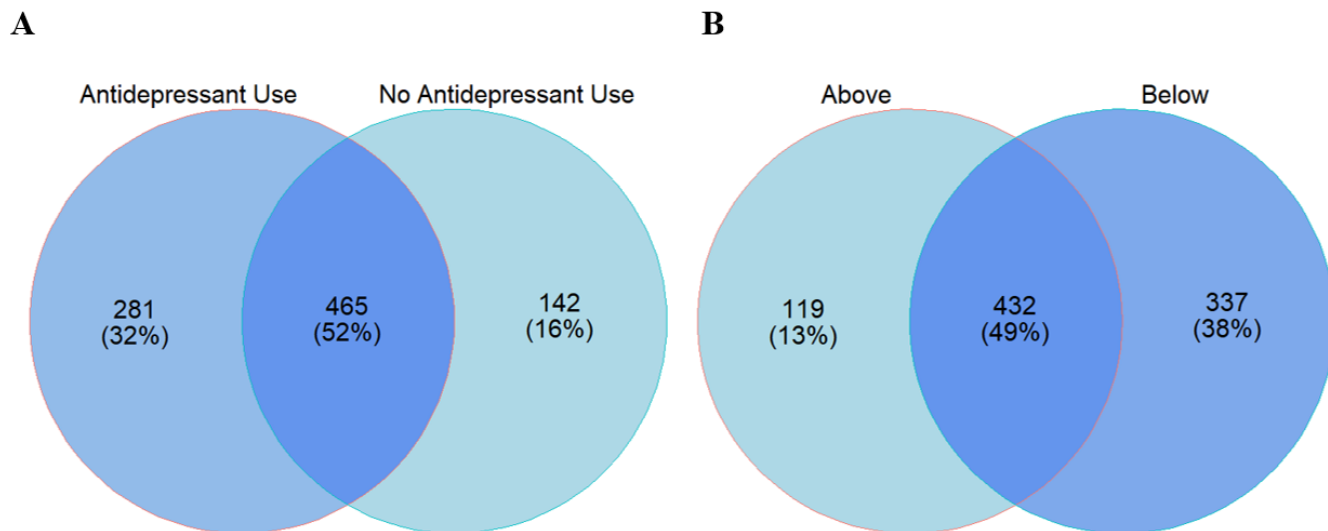 A
B
Antidepressant Use
No Antidepressant Use
Above
Below
281
(32%)
465
(52%)
142
(16%)
119
(13%)
432
(49%)
337
(38%)